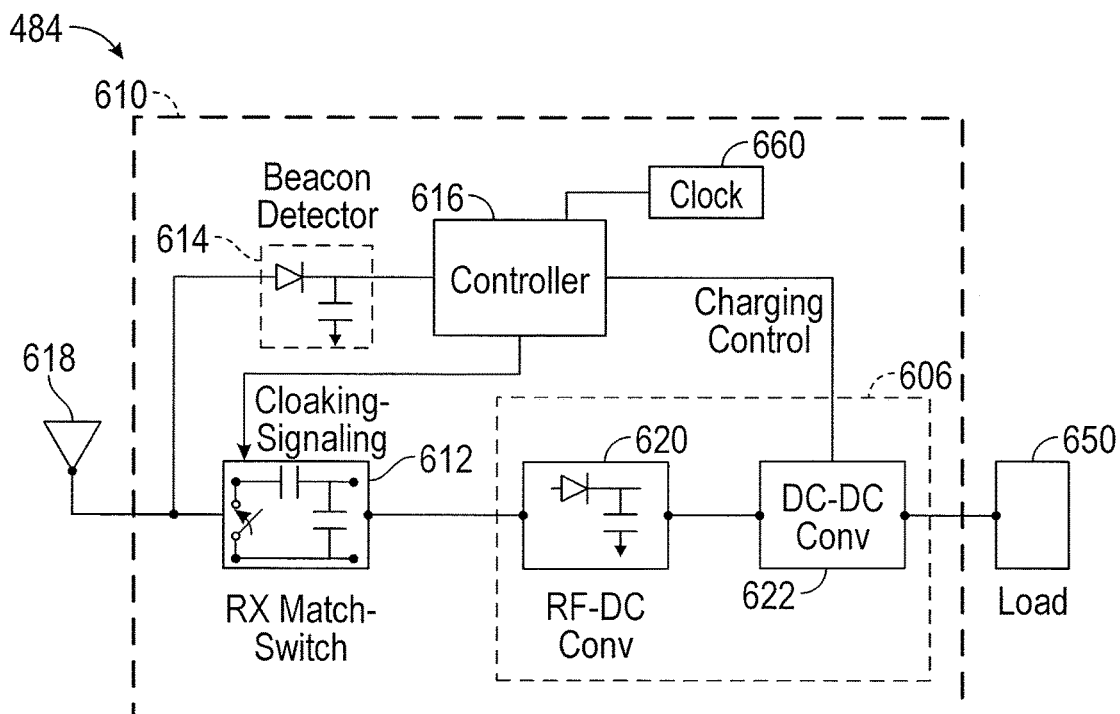 484
610
660
Clock
Beacon
Detector
616
614
Controller
Charging
Control
618
606
Cloaking-
Signaling
612
620
650
DC-DC
Conv
622
RX Match-
Switch
RF-DC
Conv
Load